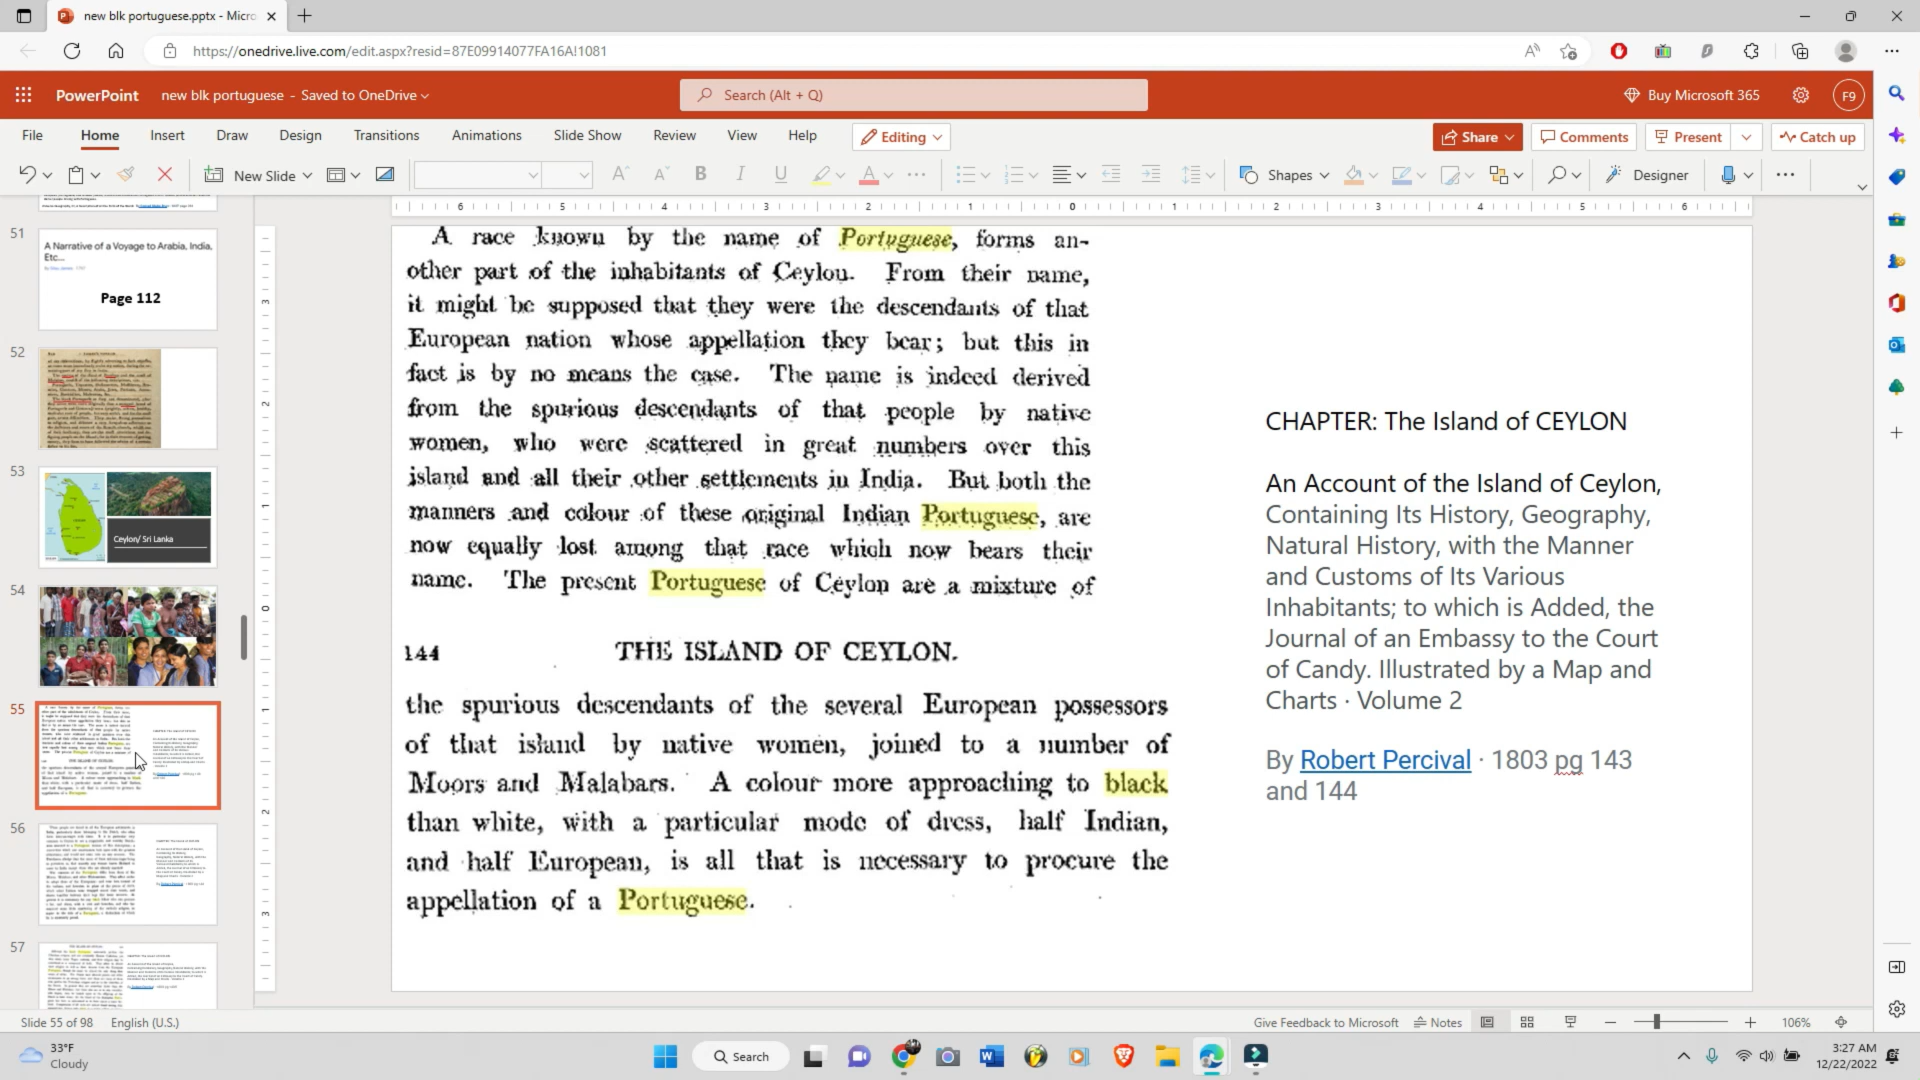 new blk portuguese.pptx - Micro
https://onedrive.live.com/edit.aspx?resid=87E09914077FA16A!1081
PowerPoint
new blk portuguese - Saved to OneDrive
Search (Alt + Q)
Buy Microsoft 365
F9
File Home Insert Draw Design Transitions Animations Slide Show Review View Help Editing
Share Comments Present Catch up
New Slide
Shapes
Designer
51
A Narrative of a Voyage to Arabia, India, Etc...
Page 112
52
53
Ceylon/ Sri Lanka
54
55
56
57
A race known by the name of Portuguese, forms an-
other part of the inhabitants of Ceylon. From their name,
it might be supposed that they were the descendants of that
European nation whose appellation they bear; but this in
fact is by no means the case. The name is indeed derived
from the spurious descendants of that people by native
women, who were scattered in great numbers over this
island and all their other settlements in India. But both the
manners and colour of these original Indian Portuguese, are
now equally lost among that race which now bears their
name. The present Portuguese of Ceylon are a mixture of
144 THE ISLAND OF CEYLON.
the spurious descendants of the several European possessors
of that island by native women, joined to a number of
Moors and Malabars. A colour more approaching to black
than white, with a particular mode of dress, half Indian,
and half European, is all that is necessary to procure the
appellation of a Portuguese.
CHAPTER: The Island of CEYLON
An Account of the Island of Ceylon,
Containing Its History, Geography,
Natural History, with the Manner
and Customs of Its Various
Inhabitants; to which is Added, the
Journal of an Embassy to the Court
of Candy. Illustrated by a Map and
Charts · Volume 2
By Robert Percival · 1803 pg 143
and 144
Slide 55 of 98 English (U.S.)
Give Feedback to Microsoft Notes 106%
33°F
Cloudy
Search
3:27 AM
12/22/2022